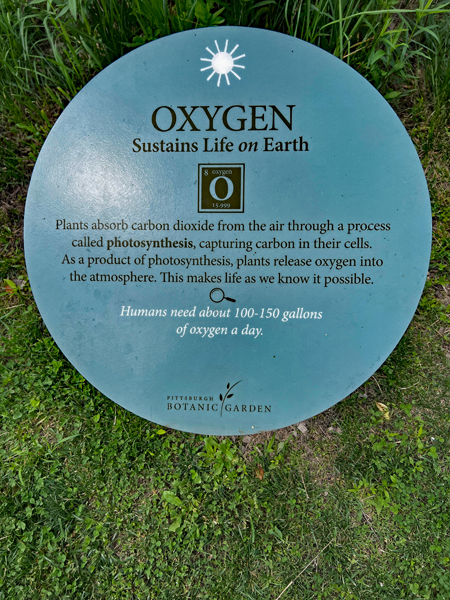 OXYGEN
Sustains Life on Earth
8 oxygen
O
15.999
Plants absorb carbon dioxide from the air through a process
called photosynthesis, capturing carbon in their cells.
As a product of photosynthesis, plants release oxygen into
the atmosphere. This makes life as we know it possible.
Humans need about 100-150 gallons
of oxygen a day.
PITTSBURGH
BOTANIC GARDEN